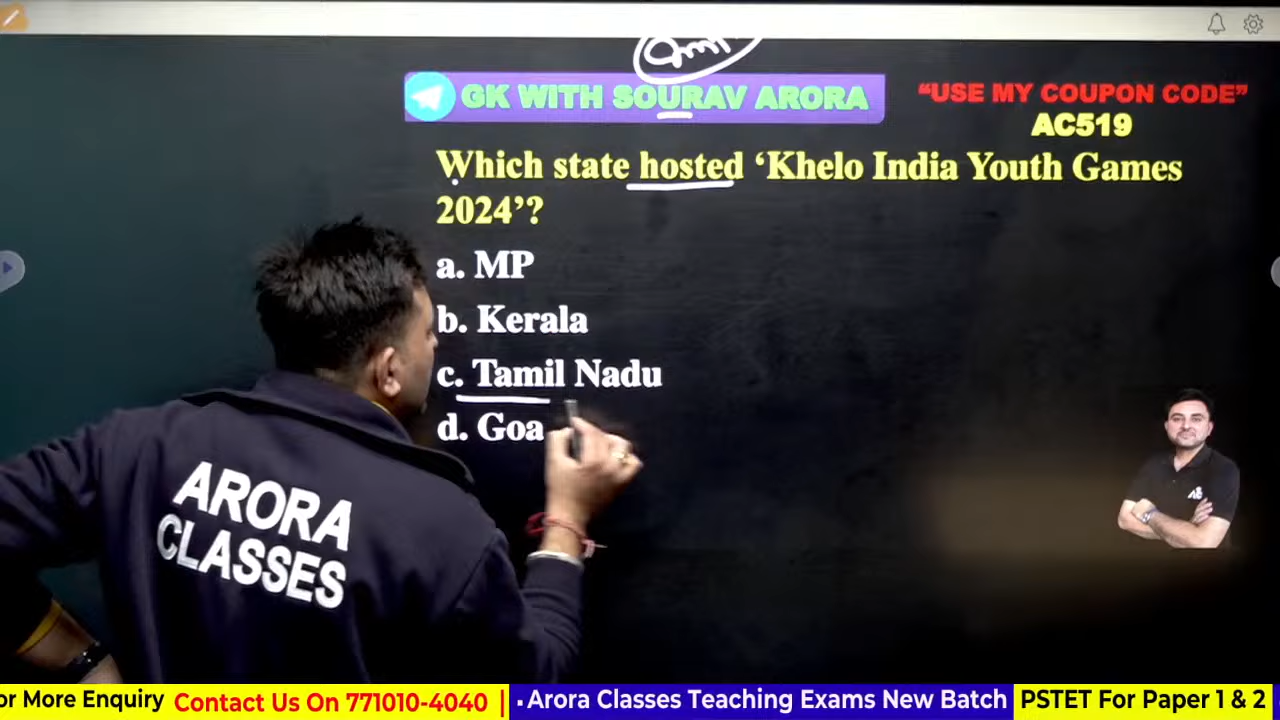 GK WITH SOURAV ARORA
“USE MY COUPON CODE”
AC519
Which state hosted ‘Khelo India Youth Games
2024’?
a. MP
b. Kerala
c. Tamil Nadu
d. Goa
ARORA
CLASSES
or More Enquiry Contact Us On 771010-4040 | • Arora Classes Teaching Exams New Batch PSTET For Paper 1 & 2